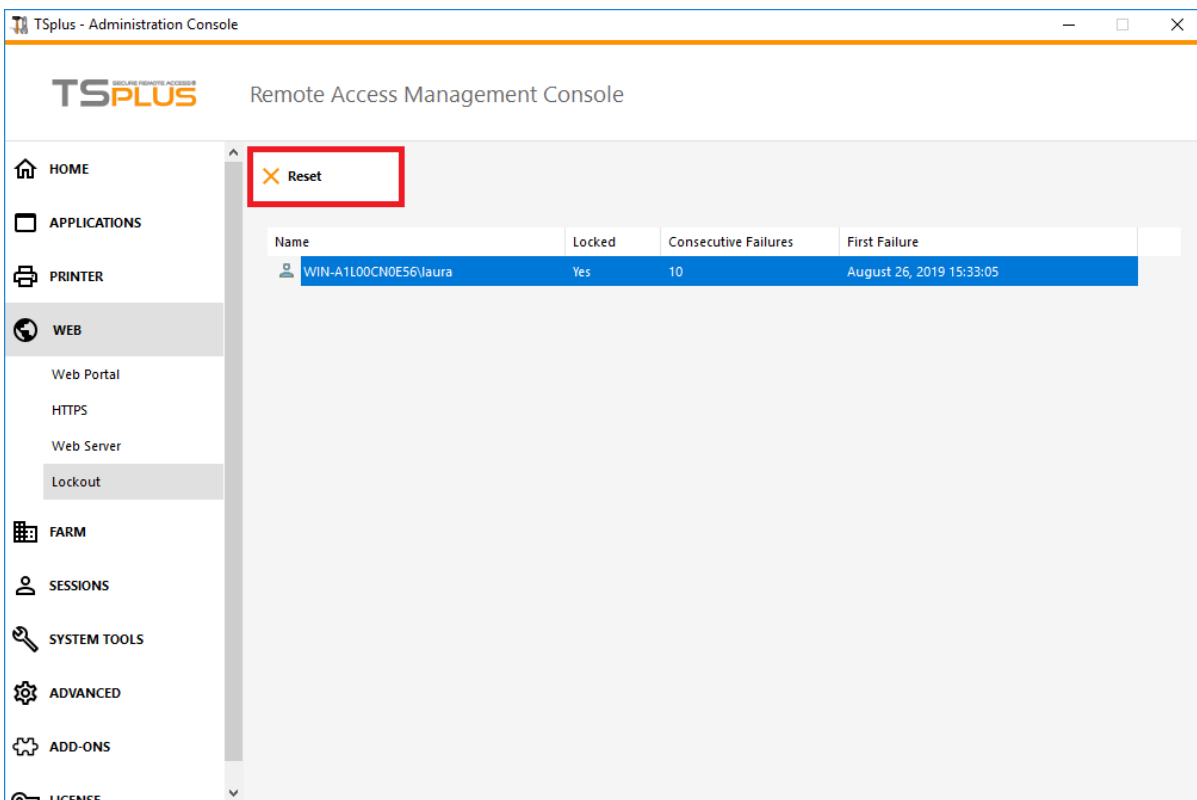 TSplus - Administration Console
TSPLUS SECURE REMOTE ACCESS
Remote Access Management Console
HOME
APPLICATIONS
PRINTER
WEB
Web Portal
HTTPS
Web Server
Lockout
FARM
SESSIONS
SYSTEM TOOLS
ADVANCED
ADD-ONS
LICENSE
Reset
Name Locked Consecutive Failures First Failure
WIN-A1L00CN0E56\laura Yes 10 August 26, 2019 15:33:05